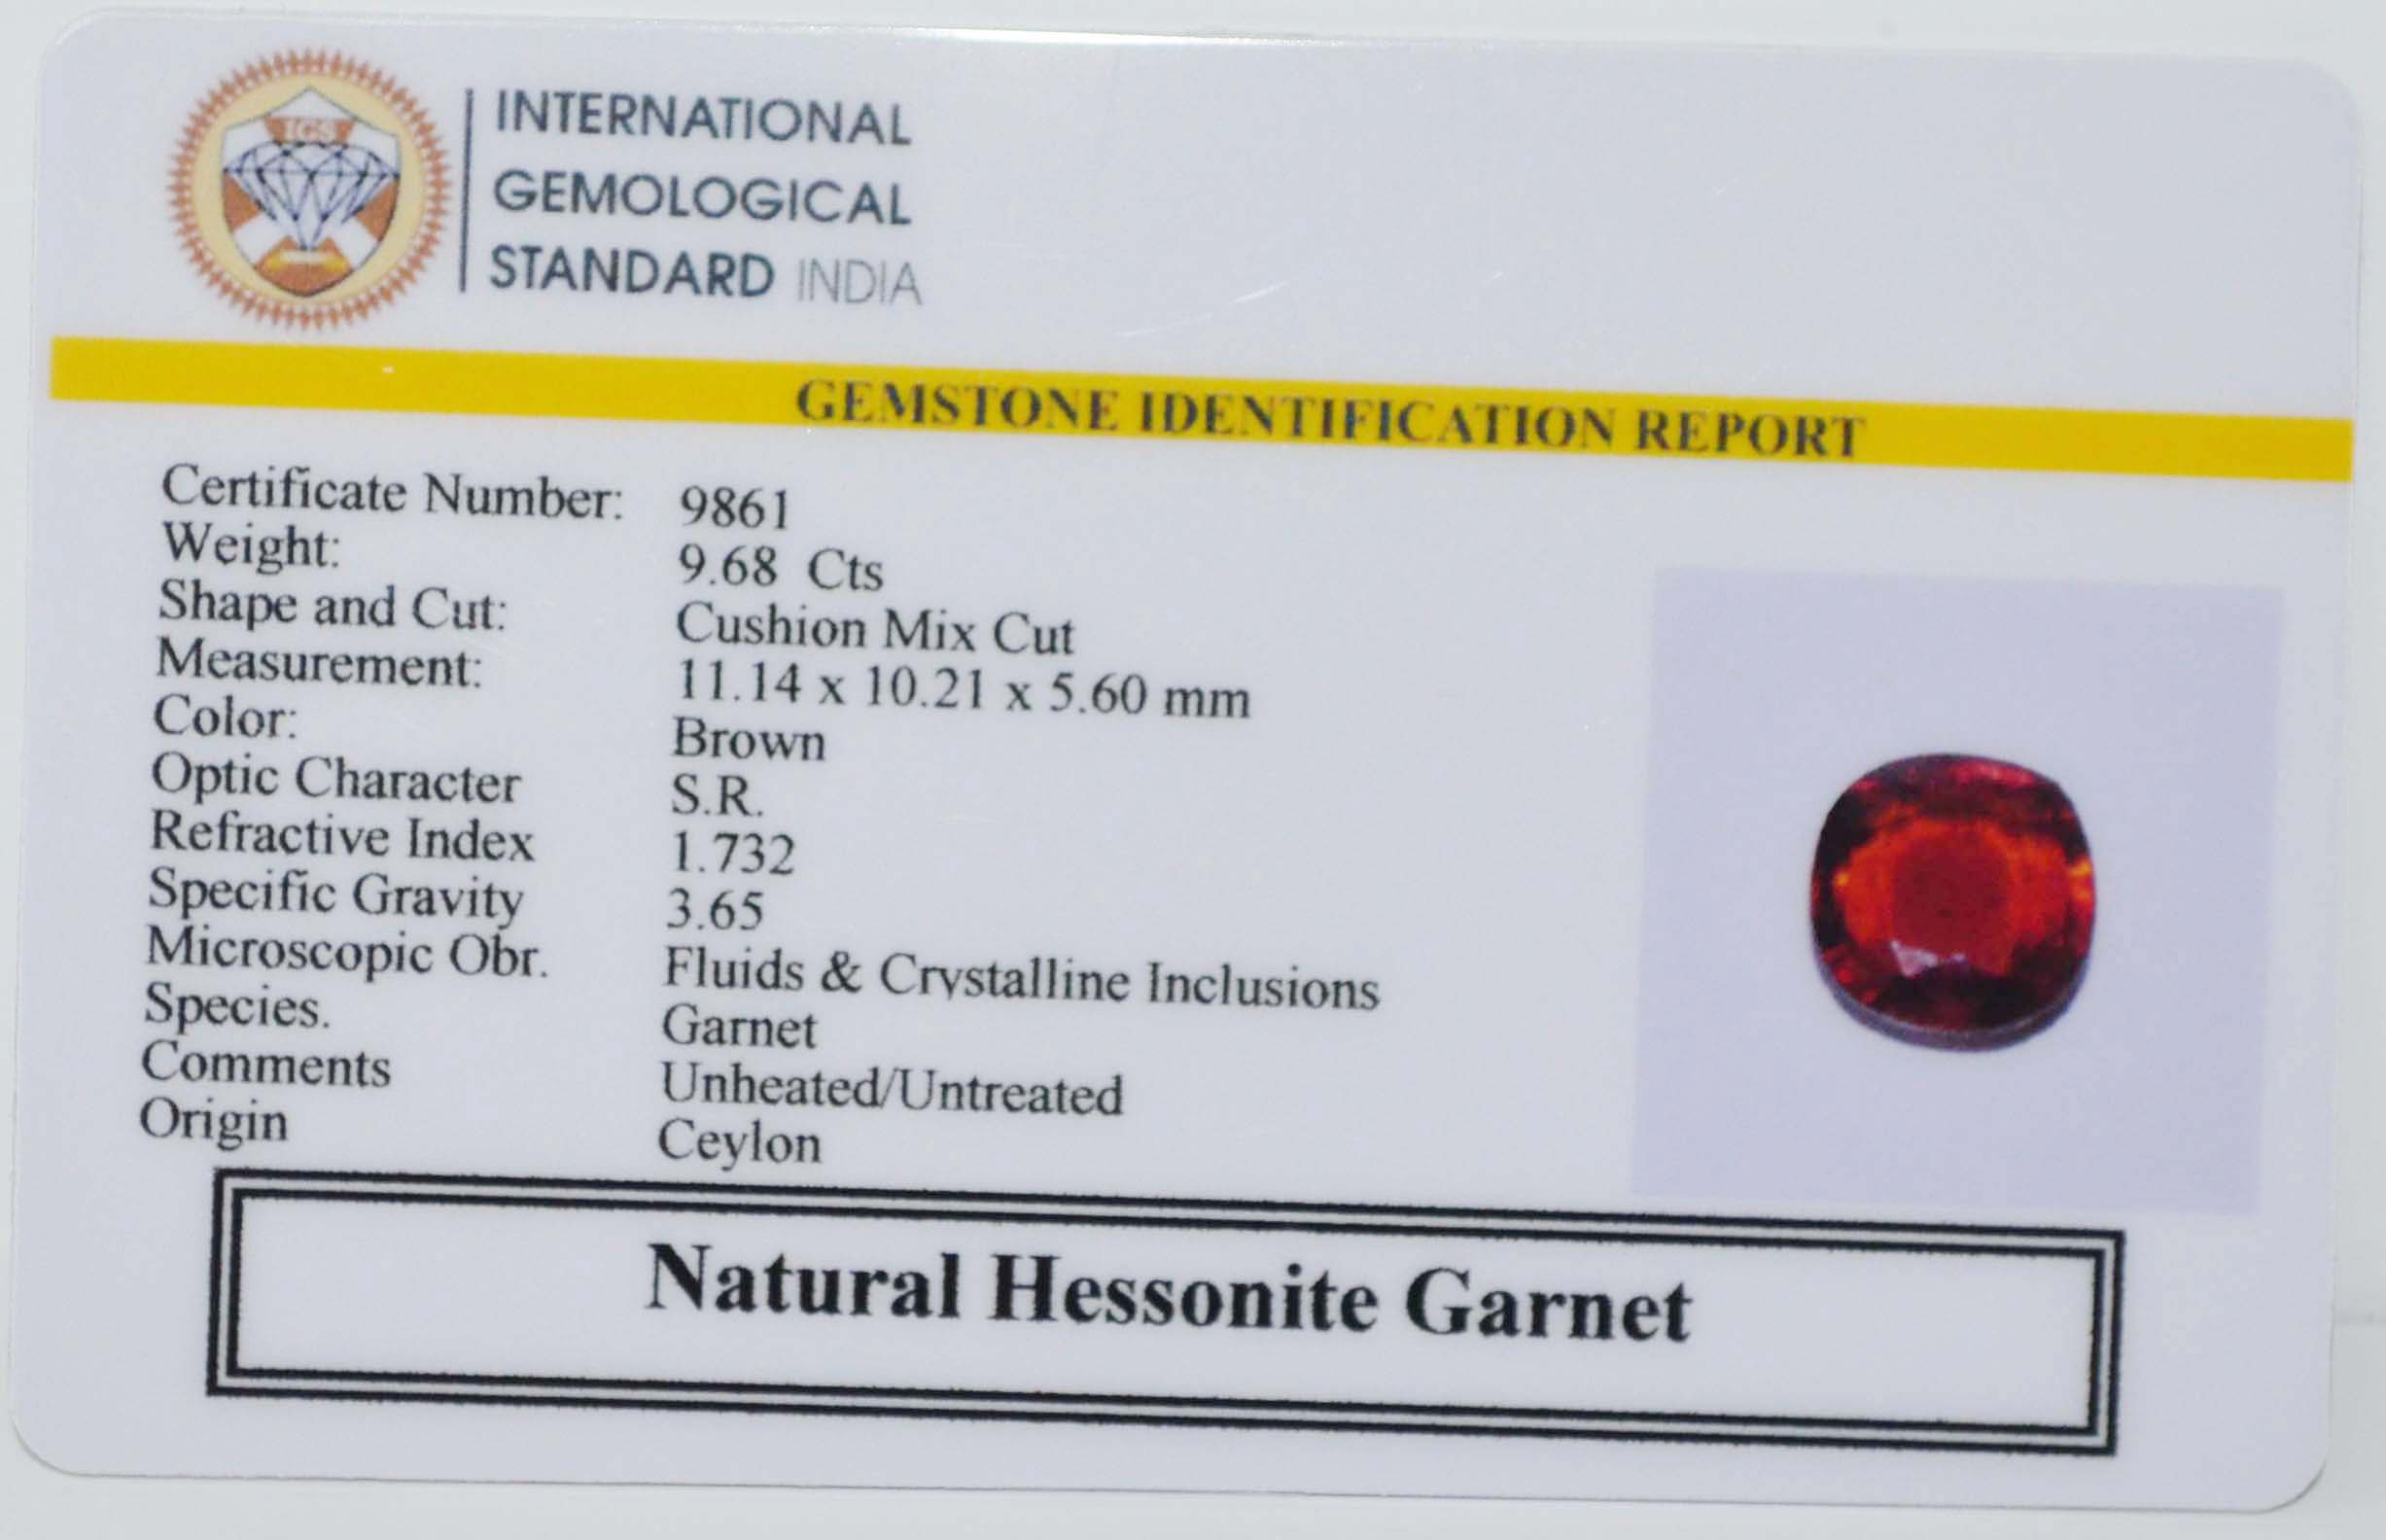 IGS
INTERNATIONAL
GEMOLOGICAL
STANDARD INDIA
GEMSTONE IDENTIFICATION REPORT
Certificate Number: 9861
Weight: 9.68 Cts
Shape and Cut: Cushion Mix Cut
Measurement: 11.14 x 10.21 x 5.60 mm
Color: Brown
Optic Character S.R.
Refractive Index 1.732
Specific Gravity 3.65
Microscopic Obr. Fluids & Crystalline Inclusions
Species. Garnet
Comments Unheated/Untreated
Origin Ceylon
Natural Hessonite Garnet